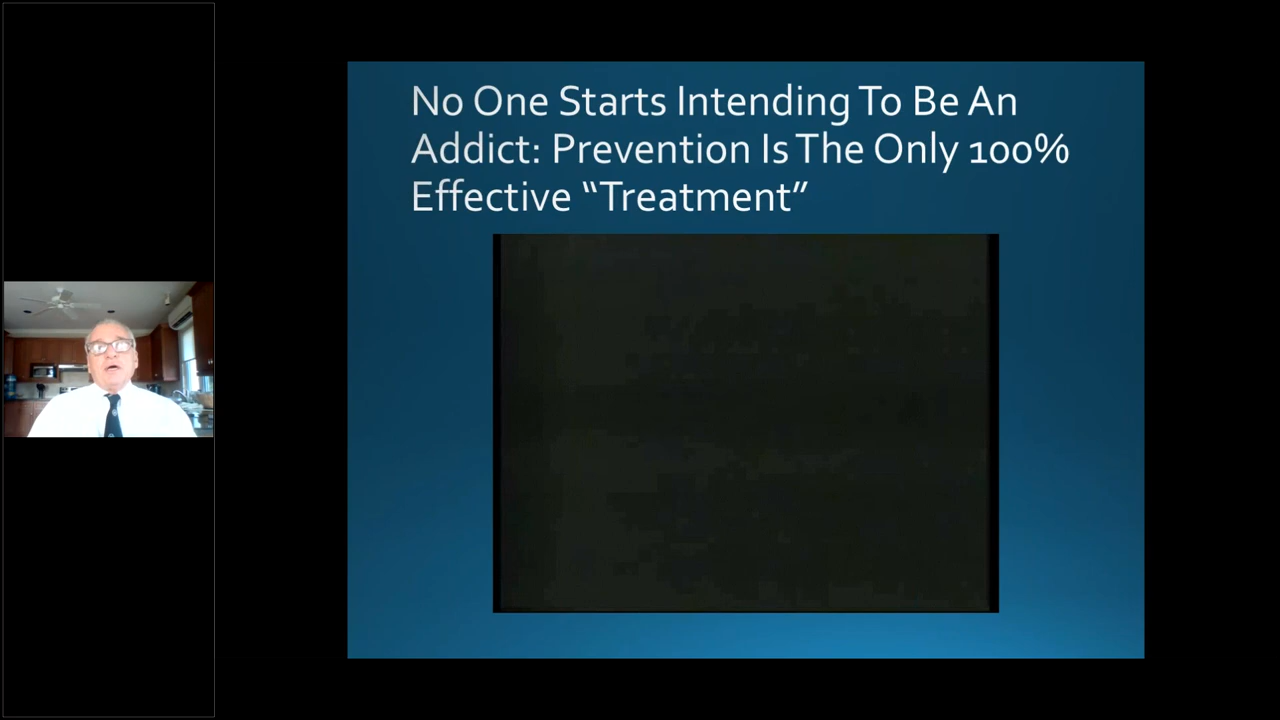 No One Starts Intending To Be An
Addict: Prevention Is The Only 100%
Effective “Treatment”